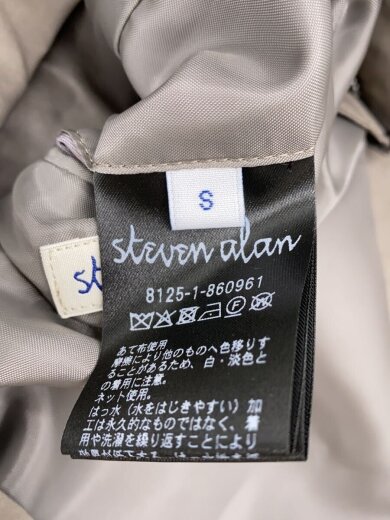 S
steven alan
st
8125-1-860961
あて布使用
摩擦により他のものへ色移りす
ることがあるため、白・淡色と
の着用に注意。
ネット使用。
はっ水（水をはじきやすい）加
工は永久的なものではなく、着
用や洗濯を繰り返すことにより